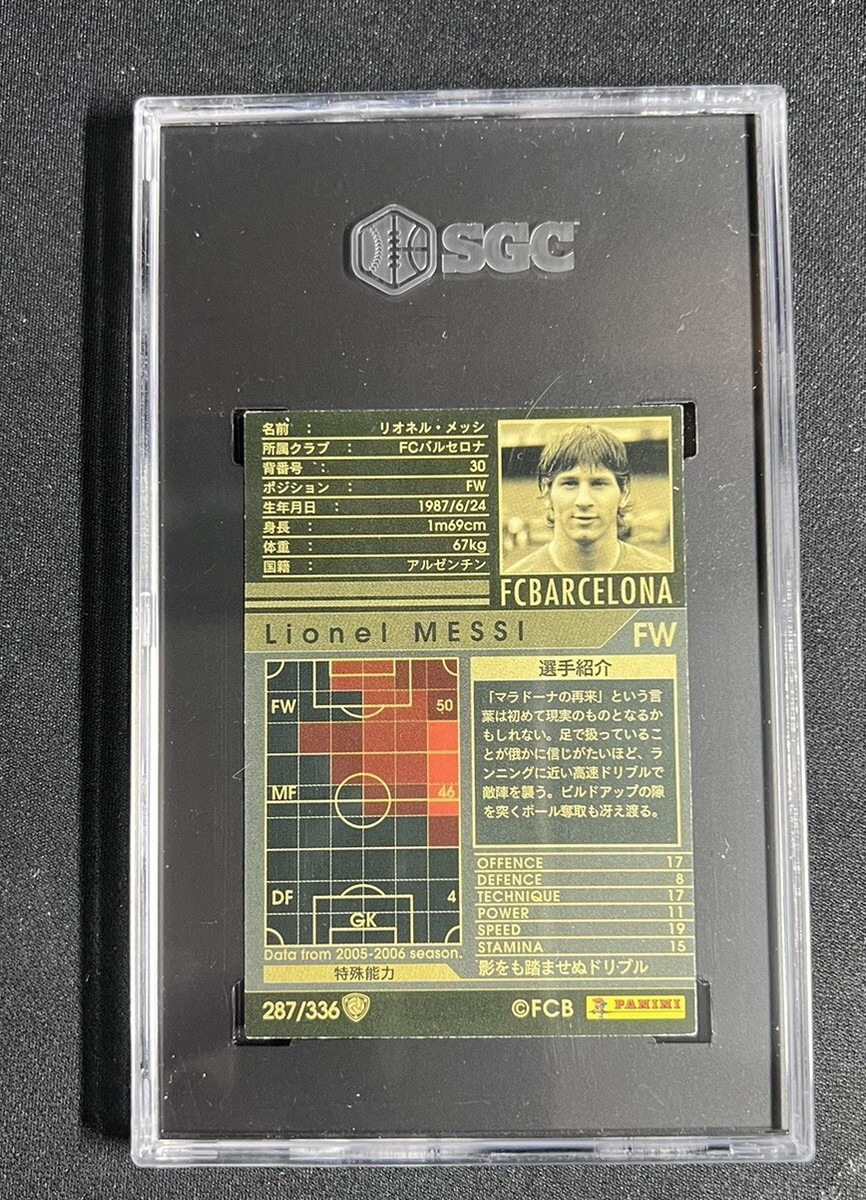 SGC
名前 : リオネル・メッシ
所属クラブ : FCバルセロナ
背番号 : 30
ポジション : FW
生年月日 : 1987/6/24
身長 : 1m69cm
体重 : 67kg
国籍 : アルゼンチン
FCBARCELONA
Lionel MESSI FW
FW 50
MF 46
DF 4
GK
Data from 2005-2006 season.
特殊能力
選手紹介
「マラドーナの再来」という言
葉は初めて現実のものとなるか
もしれない。足で扱っているこ
とが俄かに信じがたいほど、ラ
ンニングに近い高速ドリブルで
敵陣を襲う。ビルドアップの隙
を突くボール奪取も冴え渡る。
OFFENCE 17
DEFENCE 8
TECHNIQUE 17
POWER 11
SPEED 19
STAMINA 15
影をも踏ませぬドリブル
287/336 ©FCB PANINI